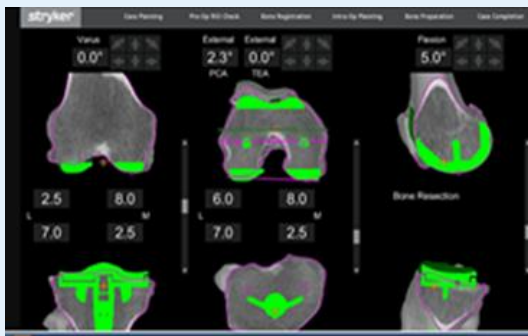 stryker Case Planning Pre-Op RIO Check Bone Registration Intra-Op Planning Bone Preparation Case Completion
Varus External External Flexion
0.0° 2.3° 0.0° 5.0°
PCA TEA
2.5 8.0 6.0 8.0 Bone Resection
L M L M
7.0 2.5 7.0 2.5